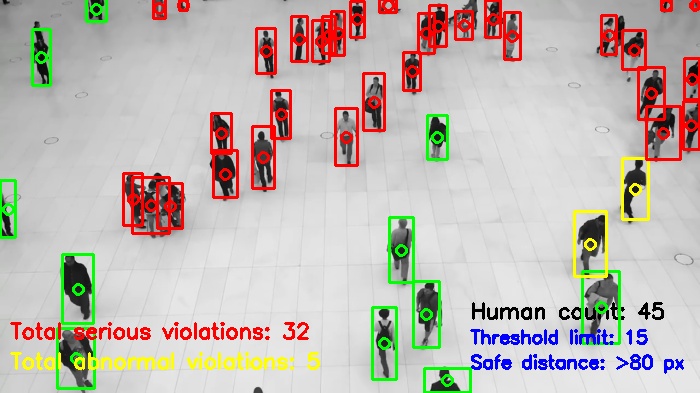 Human count: 45
Total serious violations: 32
Threshold limit: 15
Total abnormal violations: 5
Safe distance: >80 px